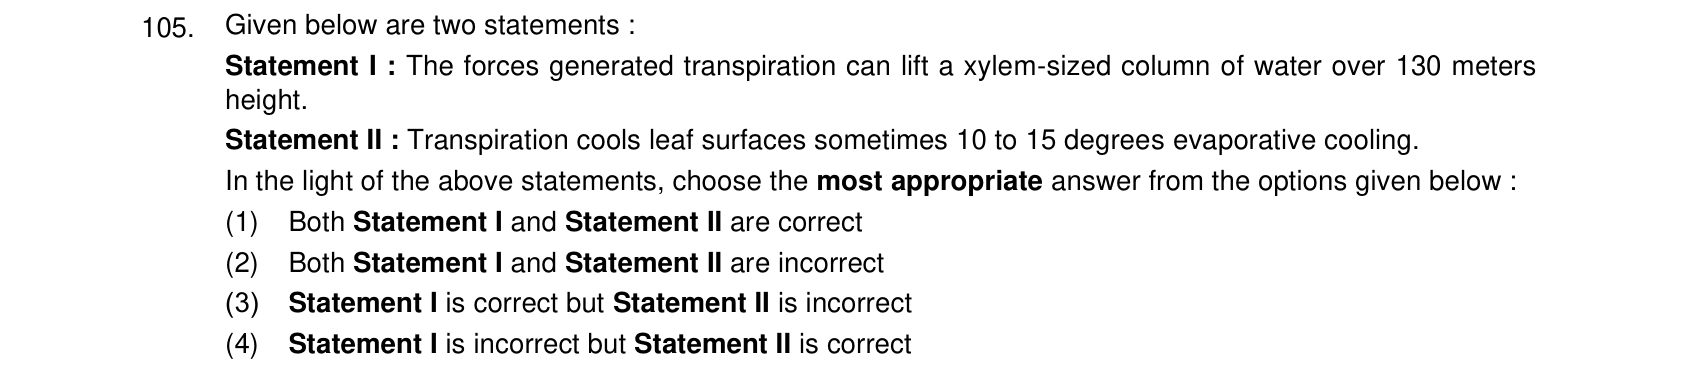 105. Given below are two statements :
Statement I : The forces generated transpiration can lift a xylem-sized column of water over 130 meters
height.
Statement II : Transpiration cools leaf surfaces sometimes 10 to 15 degrees evaporative cooling.
In the light of the above statements, choose the most appropriate answer from the options given below :
(1) Both Statement I and Statement II are correct
(2) Both Statement I and Statement II are incorrect
(3) Statement I is correct but Statement II is incorrect
(4) Statement I is incorrect but Statement II is correct